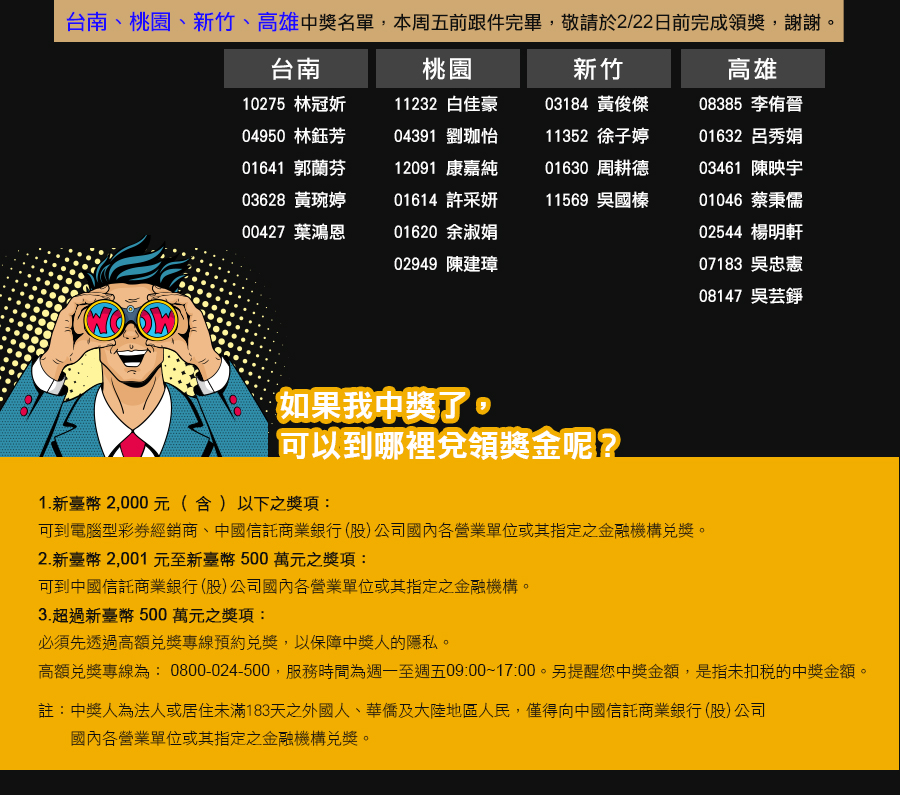 台南、桃園、新竹、高雄中獎名單，本周五前跟件完畢，敬請於2/22日前完成領獎，謝謝。
台南 桃園 新竹 高雄
10275 林冠妡 11232 白佳豪 03184 黃俊傑 08385 李侑晉
04950 林鈺芳 04391 劉珈怡 11352 徐子婷 01632 呂秀娟
01641 郭蘭芬 12091 康嘉純 01630 周耕德 03461 陳映宇
03628 黃琬婷 01614 許采妍 11569 吳國榛 01046 蔡秉儒
00427 葉鴻恩 01620 余淑娟 02544 楊明軒
02949 陳建璋 07183 吳忠憲
08147 吳芸錚
WOW
如果我中獎了，
可以到哪裡兌領獎金呢？
1.新臺幣 2,000 元 ( 含 ) 以下之獎項：
可到電腦型彩券經銷商、中國信託商業銀行(股)公司國內各營業單位或其指定之金融機構兌獎。
2.新臺幣 2,001 元至新臺幣 500 萬元之獎項：
可到中國信託商業銀行(股)公司國內各營業單位或其指定之金融機構。
3.超過新臺幣 500 萬元之獎項：
必須先透過高額兌獎專線預約兌獎，以保障中獎人的隱私。
高額兌獎專線為： 0800-024-500，服務時間為週一至週五09:00~17:00。另提醒您中獎金額，是指未扣稅的中獎金額。
註：中獎人為法人或居住未滿183天之外國人、華僑及大陸地區人民，僅得向中國信託商業銀行(股)公司
國內各營業單位或其指定之金融機構兌獎。